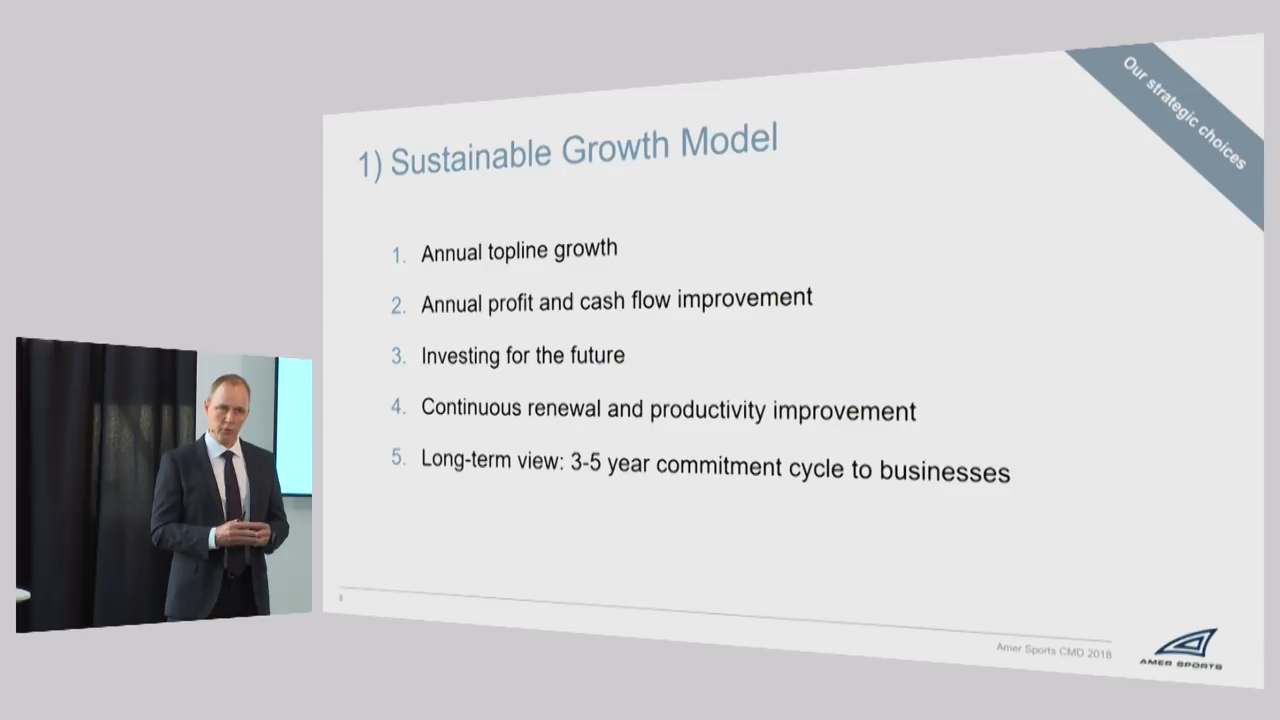 Our strategic choices
1) Sustainable Growth Model
1. Annual topline growth
2. Annual profit and cash flow improvement
3. Investing for the future
4. Continuous renewal and productivity improvement
5. Long-term view: 3-5 year commitment cycle to businesses
8
Amer Sports CMD 2018
AMER SPORTS